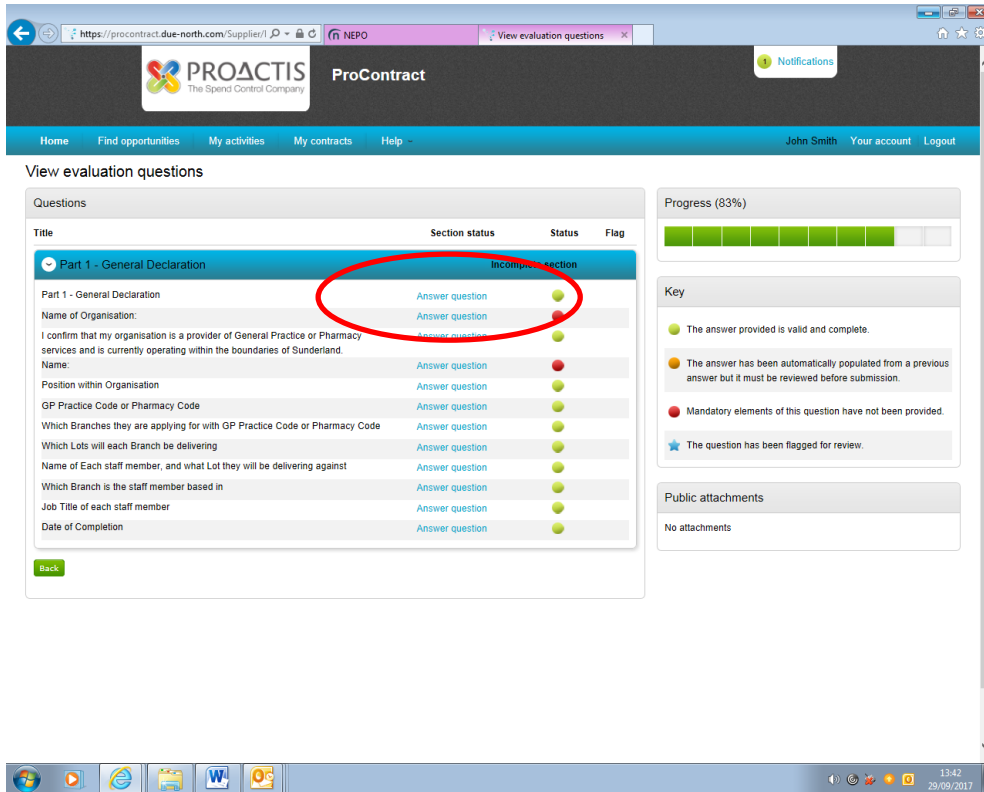 https://procontract.due-north.com/Supplier/
NEPO
View evaluation questions
PROACTIS
The Spend Control Company
ProContract
1 Notifications
Home Find opportunities My activities My contracts Help
John Smith Your account Logout
View evaluation questions
Questions
Title Section status Status Flag
Part 1 - General Declaration Incomplete section
Part 1 - General Declaration Answer question
Name of Organisation: Answer question
I confirm that my organisation is a provider of General Practice or Pharmacy Answer question
services and is currently operating within the boundaries of Sunderland.
Name: Answer question
Position within Organisation Answer question
GP Practice Code or Pharmacy Code Answer question
Which Branches they are applying for with GP Practice Code or Pharmacy Code Answer question
Which Lots will each Branch be delivering Answer question
Name of Each staff member, and what Lot they will be delivering against Answer question
Which Branch is the staff member based in Answer question
Job Title of each staff member Answer question
Date of Completion Answer question
Back
Progress (83%)
Key
The answer provided is valid and complete.
The answer has been automatically populated from a previous
answer but it must be reviewed before submission.
Mandatory elements of this question have not been provided.
The question has been flagged for review.
Public attachments
No attachments
13:42
29/09/2017